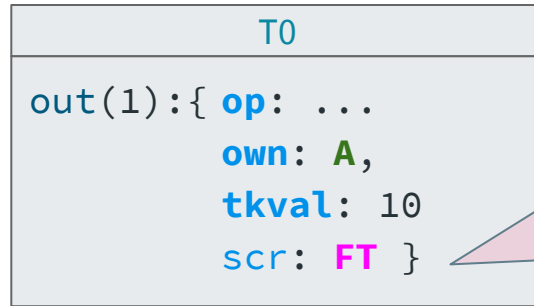 T0
out(1):{ op: ...
own: A,
tkval: 10
scr: FT }